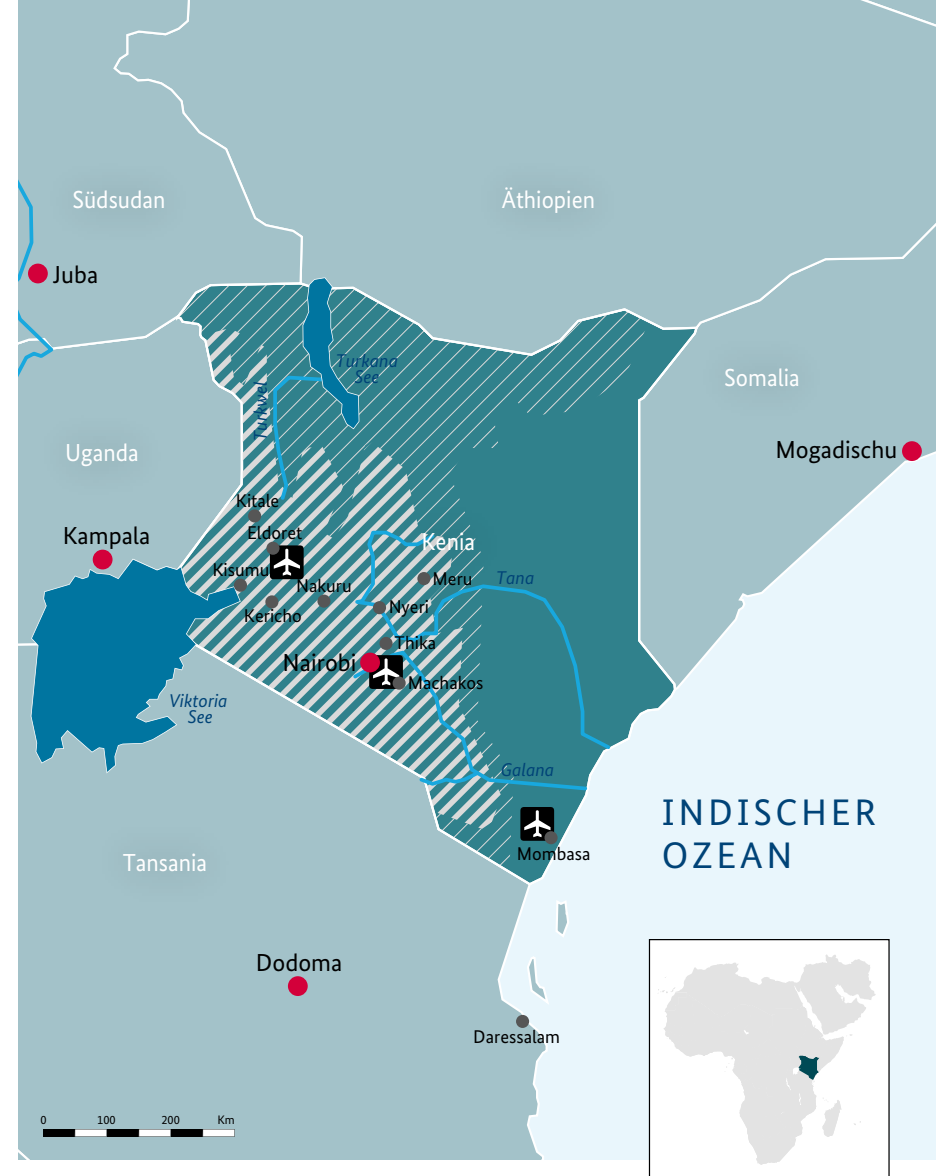 Südsudan
Äthiopien
Juba
Turkana
See
Somalia
Turkwel
Mogadischu
Uganda
Kitale
Kampala
Eldoret
Kenia
Kisumu
Nakuru
Meru
Tana
Kericho
Nyeri
Thika
Nairobi
Machakos
Viktoria
See
Galana
INDISCHER
OZEAN
Mombasa
Tansania
Dodoma
Daressalam
0 100 200 Km